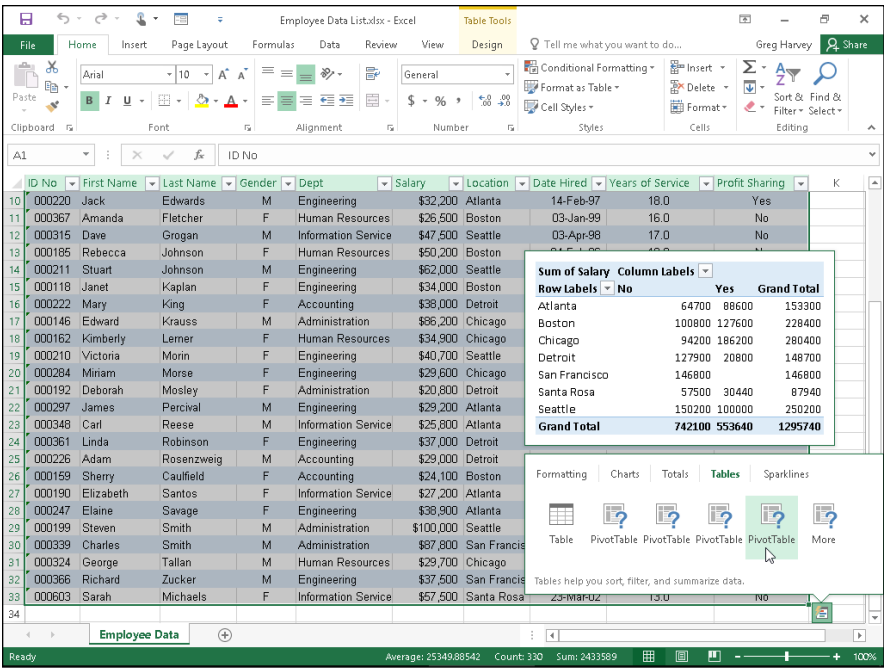 Employee Data List.xlsx - Excel Table Tools
File Home Insert Page Layout Formulas Data Review View Design Tell me what you want to do... Greg Harvey Share
Arial 10 A A General Conditional Formatting Insert
Paste B I U A $ % , Format as Table Delete Sort & Find &
Cell Styles Format Filter Select
Clipboard Font Alignment Number Styles Cells Editing
A1 fx ID No
ID No First Name Last Name Gender Dept Salary Location Date Hired Years of Service Profit Sharing K
10 000220 Jack Edwards M Engineering $32,200 Atlanta 14-Feb-97 18.0 Yes
11 000367 Amanda Fletcher F Human Resources $26,500 Boston 03-Jan-99 16.0 No
12 000315 Dave Grogan M Information Service $47,500 Seattle 03-Apr-98 17.0 No
13 000185 Rebecca Johnson F Human Resources $50,200 Boston
14 000211 Stuart Johnson M Engineering $62,000 Seattle
15 000118 Janet Kaplan F Engineering $34,000 Boston
16 000222 Mary King F Accounting $38,000 Detroit
17 000146 Edward Krauss M Administration $86,200 Chicago
18 000162 Kimberly Lerner F Human Resources $34,900 Chicago
19 000210 Victoria Morin F Engineering $40,700 Seattle
20 000284 Miriam Morse F Engineering $29,600 Chicago
21 000192 Deborah Mosley F Administration $20,800 Detroit
22 000297 James Percival M Engineering $29,200 Atlanta
23 000348 Carl Reese M Information Service $25,800 Atlanta
24 000361 Linda Robinson F Engineering $37,000 Detroit
25 000226 Adam Rosenzweig M Accounting $29,000 Detroit
26 000159 Sherry Caulfield F Accounting $24,100 Boston
27 000190 Elizabeth Santos F Information Service $27,200 Atlanta
28 000247 Elaine Savage F Engineering $38,900 Atlanta
29 000199 Steven Smith M Administration $100,000 Seattle
30 000339 Charles Smith M Administration $87,800 San Francis
31 000324 George Tallan M Human Resources $29,700 Chicago
32 000366 Richard Zucker M Engineering $37,500 San Francis
33 000603 Sarah Michaels F Information Service $57,500 Santa Rosa 23-Mar-02 13.0 No
34
Sum of Salary Column Labels
Row Labels No Yes Grand Total
Atlanta 64700 88600 153300
Boston 100800 127600 228400
Chicago 94200 186200 280400
Detroit 127900 20800 148700
San Francisco 146800 146800
Santa Rosa 57500 30440 87940
Seattle 150200 100000 250200
Grand Total 742100 553640 1295740
Formatting Charts Totals Tables Sparklines
Table PivotTable PivotTable PivotTable PivotTable More
Tables help you sort, filter, and summarize data.
Employee Data
Ready Average: 25349.88542 Count: 330 Sum: 2433589 100%